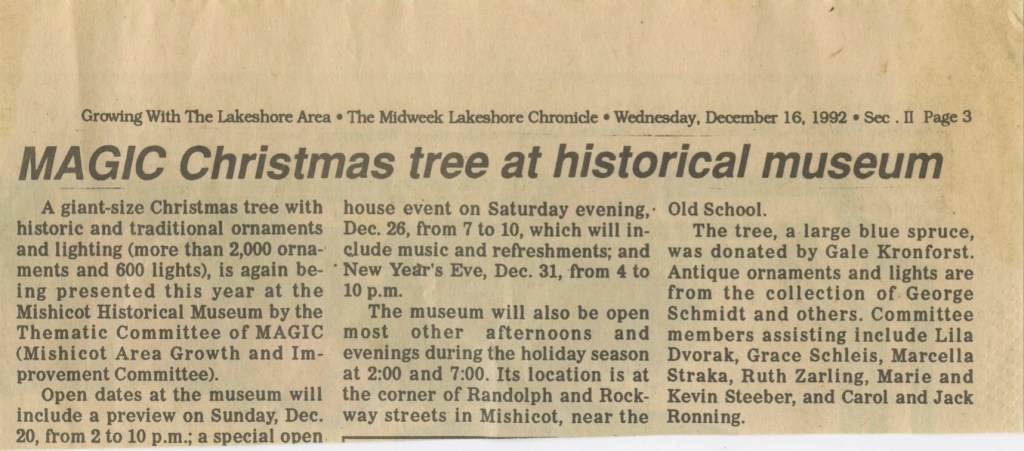 Growing With The Lakeshore Area • The Midweek Lakeshore Chronicle • Wednesday, December 16, 1992 • Sec . II Page 3
MAGIC Christmas tree at historical museum
A giant-size Christmas tree with
historic and traditional ornaments
and lighting (more than 2,000 orna-
ments and 600 lights), is again be-
ing presented this year at the
Mishicot Historical Museum by the
Thematic Committee of MAGIC
(Mishicot Area Growth and Im-
provement Committee).
Open dates at the museum will
include a preview on Sunday, Dec.
20, from 2 to 10 p.m.; a special open
house event on Saturday evening,
Dec. 26, from 7 to 10, which will in-
clude music and refreshments; and
New Year's Eve, Dec. 31, from 4 to
10 p.m.
The museum will also be open
most other afternoons and
evenings during the holiday season
at 2:00 and 7:00. Its location is at
the corner of Randolph and Rock-
way streets in Mishicot, near the
Old School.
The tree, a large blue spruce,
was donated by Gale Kronforst.
Antique ornaments and lights are
from the collection of George
Schmidt and others. Committee
members assisting include Lila
Dvorak, Grace Schleis, Marcella
Straka, Ruth Zarling, Marie and
Kevin Steeber, and Carol and Jack
Ronning.